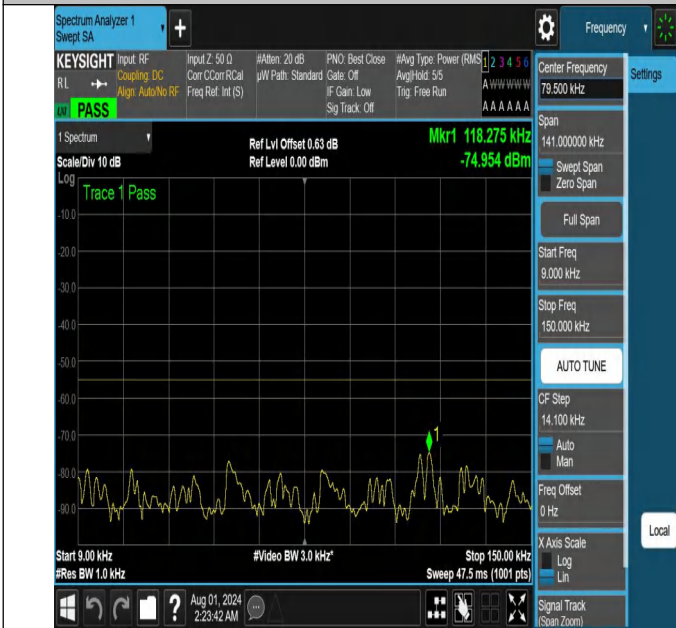 Spectrum Analyzer 1
Swept SA
+
Frequency
KEYSIGHT
RL
PASS
Input: RF
Coupling: DC
Align: Auto/No RF
Input Z: 50 Ω
Corr CCorr RCal
Freq Ref: Int (S)
#Atten: 20 dB
µW Path: Standard
PNO: Best Close
Gate: Off
IF Gain: Low
Sig Track: Off
#Avg Type: Power (RMS
Avg|Hold: 5/5
Trig: Free Run
1 2 3 4 5 6
A W W W W W
A A A A A A
1 Spectrum
Scale/Div 10 dB
Log
Ref Lvl Offset 0.63 dB
Ref Level 0.00 dBm
Mkr1 118.275 kHz
-74.954 dBm
Trace 1 Pass
-10.0
-20.0
-30.0
-40.0
-50.0
-60.0
-70.0
-80.0
-90.0
1
Start 9.00 kHz
#Res BW 1.0 kHz
#Video BW 3.0 kHz*
Stop 150.00 kHz
Sweep 47.5 ms (1001 pts)
Aug 01, 2024
2:23:42 AM
?
Center Frequency
79.500 kHz
Span
141.000000 kHz
Swept Span
Zero Span
Full Span
Start Freq
9.000 kHz
Stop Freq
150.000 kHz
AUTO TUNE
CF Step
14.100 kHz
Auto
Man
Freq Offset
0 Hz
X Axis Scale
Log
Lin
Signal Track
(Span Zoom)
Settings
Local